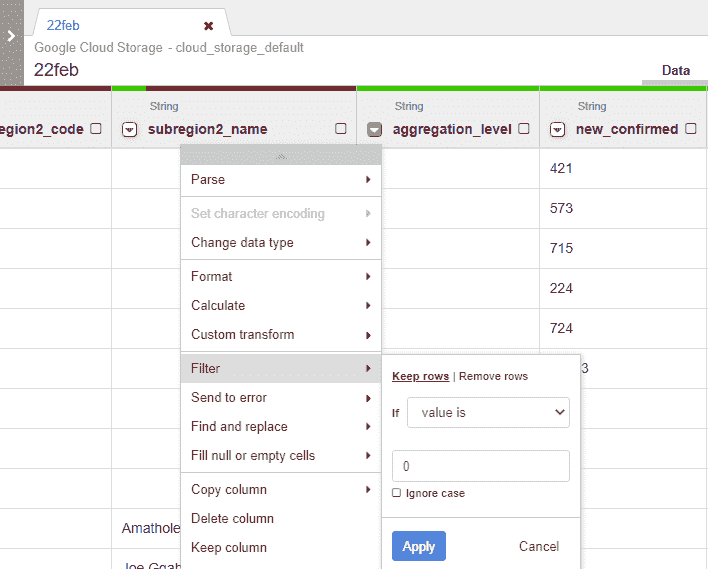 22feb
Google Cloud Storage - cloud_storage_default
22feb
Data
String
String
String
egion2_code
subregion2_name
aggregation_level
new_confirmed
421
573
715
224
724
3
Parse
Set character encoding
Change data type
Format
Calculate
Custom transform
Filter
Send to error
Find and replace
Fill null or empty cells
Copy column
Delete column
Keep column
Keep rows | Remove rows
If value is
0
Ignore case
Apply Cancel
Amathole